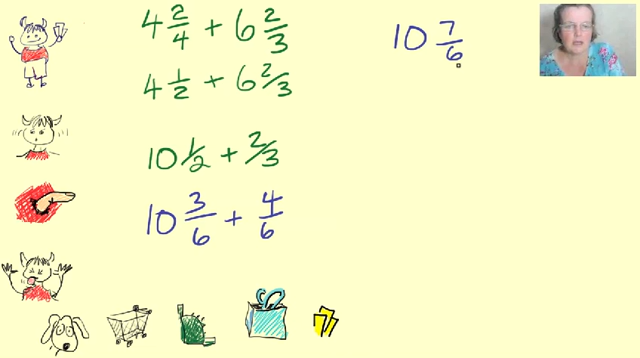 4 2/4 + 6 2/3
4 1/2 + 6 2/3
10 1/2 + 2/3
10 3/6 + 4/6
10 7/6